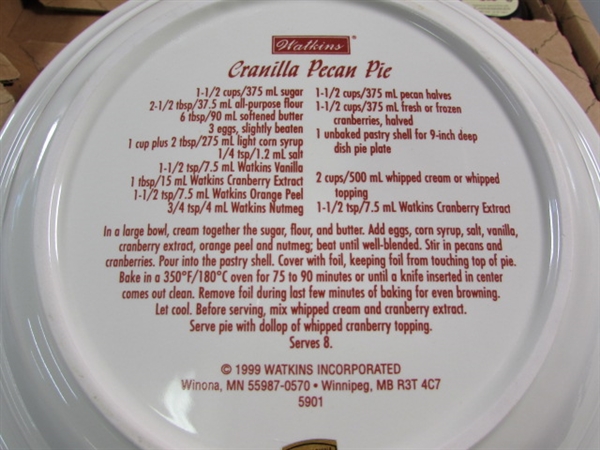 Watkins®
Cranilla Pecan Pie
1-1/2 cups/375 mL sugar
2-1/2 tbsp/37.5 mL all-purpose flour
6 tbsp/90 mL softened butter
3 eggs, slightly beaten
1 cup plus 2 tbsp/275 mL light corn syrup
1/4 tsp/1.2 mL salt
1-1/2 tsp/7.5 mL Watkins Vanilla
1 tbsp/15 mL Watkins Cranberry Extract
1-1/2 tsp/7.5 mL Watkins Orange Peel
3/4 tsp/4 mL Watkins Nutmeg
1-1/2 cups/375 mL pecan halves
1-1/2 cups/375 mL fresh or frozen
cranberries, halved
1 unbaked pastry shell for 9-inch deep
dish pie plate
2 cups/500 mL whipped cream or whipped
topping
1-1/2 tsp/7.5 mL Watkins Cranberry Extract
In a large bowl, cream together the sugar, flour, and butter. Add eggs, corn syrup, salt, vanilla,
cranberry extract, orange peel and nutmeg; beat until well-blended. Stir in pecans and
cranberries. Pour into the pastry shell. Cover with foil, keeping foil from touching top of pie.
Bake in a 350°F/180°C oven for 75 to 90 minutes or until a knife inserted in center
comes out clean. Remove foil during last few minutes of baking for even browning.
Let cool. Before serving, mix whipped cream and cranberry extract.
Serve pie with dollop of whipped cranberry topping.
Serves 8.
© 1999 WATKINS INCORPORATED
Winona, MN 55987-0570 • Winnipeg, MB R3T 4C7
5901